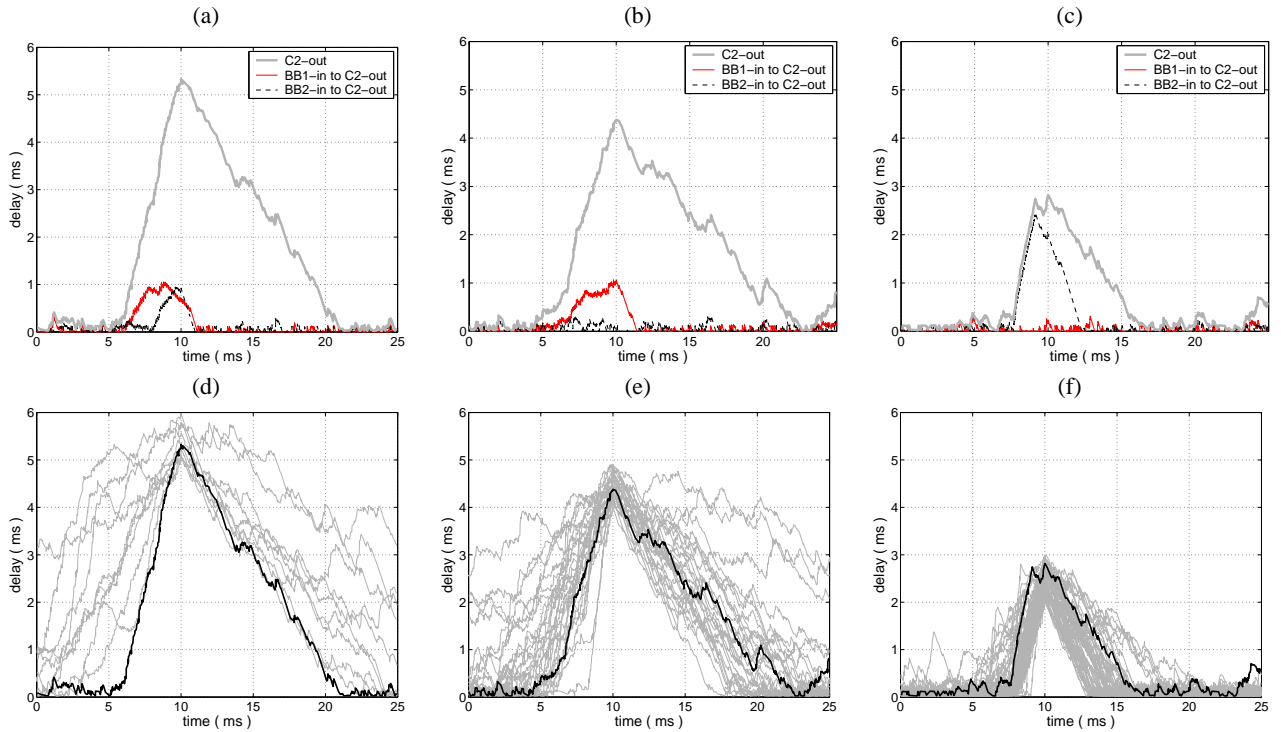 (a)
6
5
4
3
2
1
0
delay ( ms )
0 5 10 15 20 25
time ( ms )
C2−out
BB1−in to C2−out
BB2−in to C2−out
(b)
6
5
4
3
2
1
0
delay ( ms )
0 5 10 15 20
time ( ms )
C2−out
BB1−in to C2−out
BB2−in to C2−out
(c)
6
5
4
3
2
1
0
delay ( ms )
0 5 10 15 20
time ( ms )
C2−out
BB1−in to C2−out
BB2−in to C2−out
(d)
6
5
4
3
2
1
0
delay ( ms )
0 5 10 15 20 25
time ( ms )
(e)
6
5
4
3
2
1
0
delay ( ms )
0 5 10 15 20 25
time ( ms )
(f)
6
5
4
3
2
1
0
delay ( ms )
0 5 10 15 20 25
time ( ms )